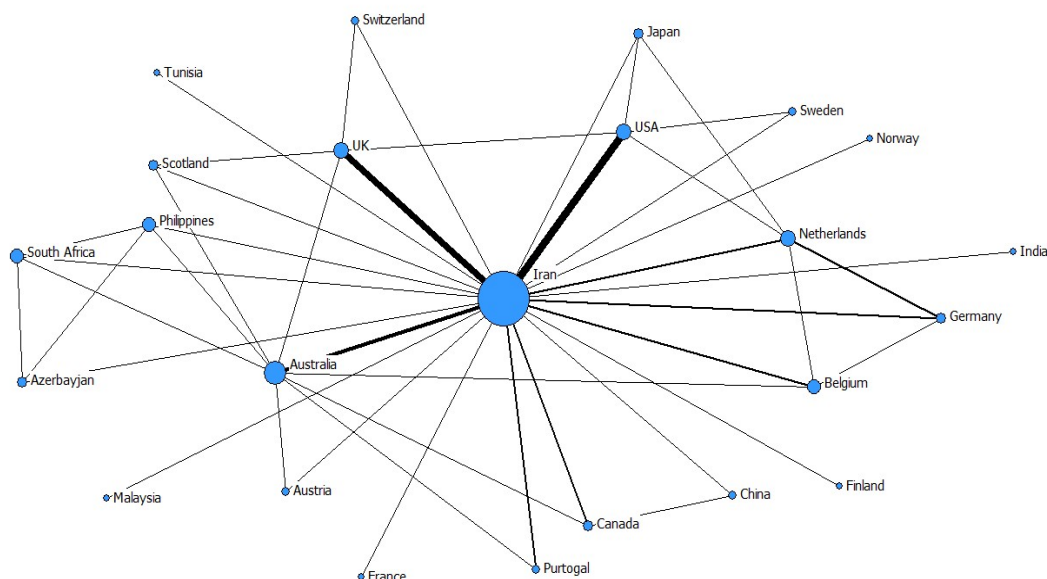 Switzerland
Japan
Tunisia
Sweden
USA
Norway
UK
Scotland
Philippines
Netherlands
South Africa
India
Iran
Germany
Australia
Azerbayjan
Belgium
Finland
Malaysia
Austria
China
Canada
Purtogal
France